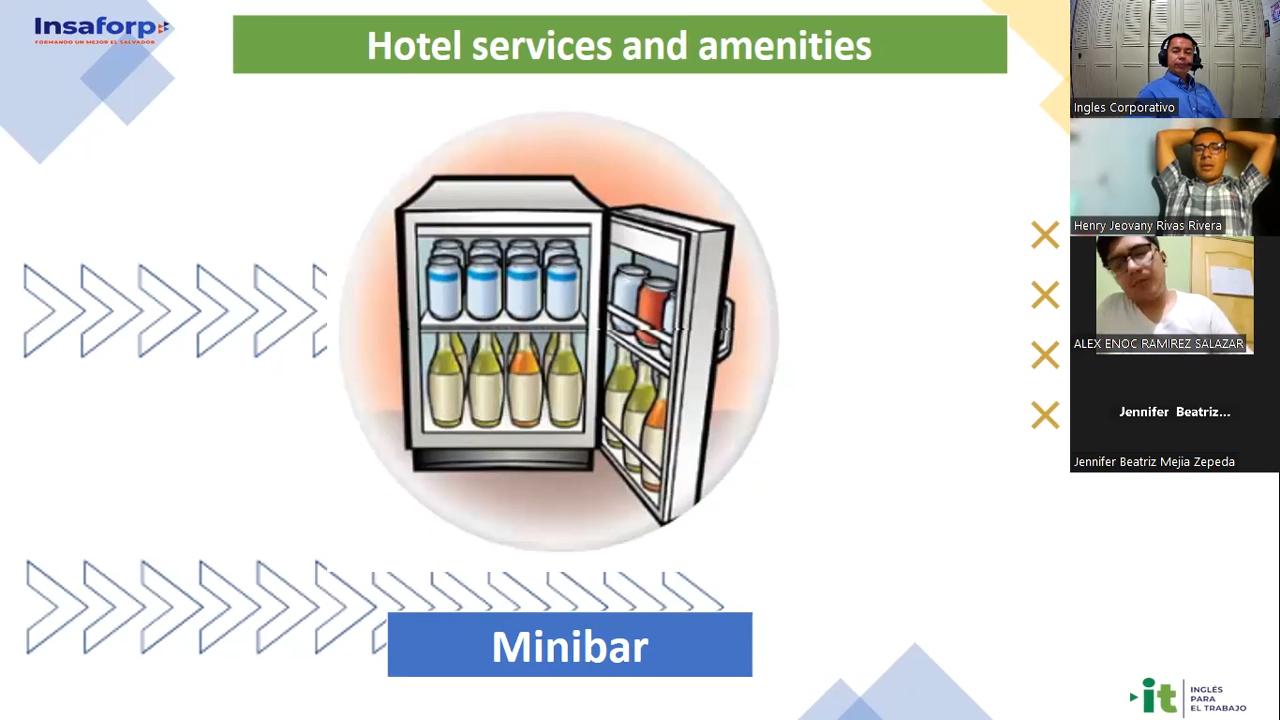 Insaforp
FORMANDO UN MEJOR EL SALVADOR
Hotel services and amenities
Minibar
Ingles Corporativo
Henry Jeovany Rivas Rivera
ALEX ENOC RAMIREZ SALAZAR
Jennifer Beatriz...
Jennifer Beatriz Mejia Zepeda
it
INGLÉS
PARA
EL TRABAJO